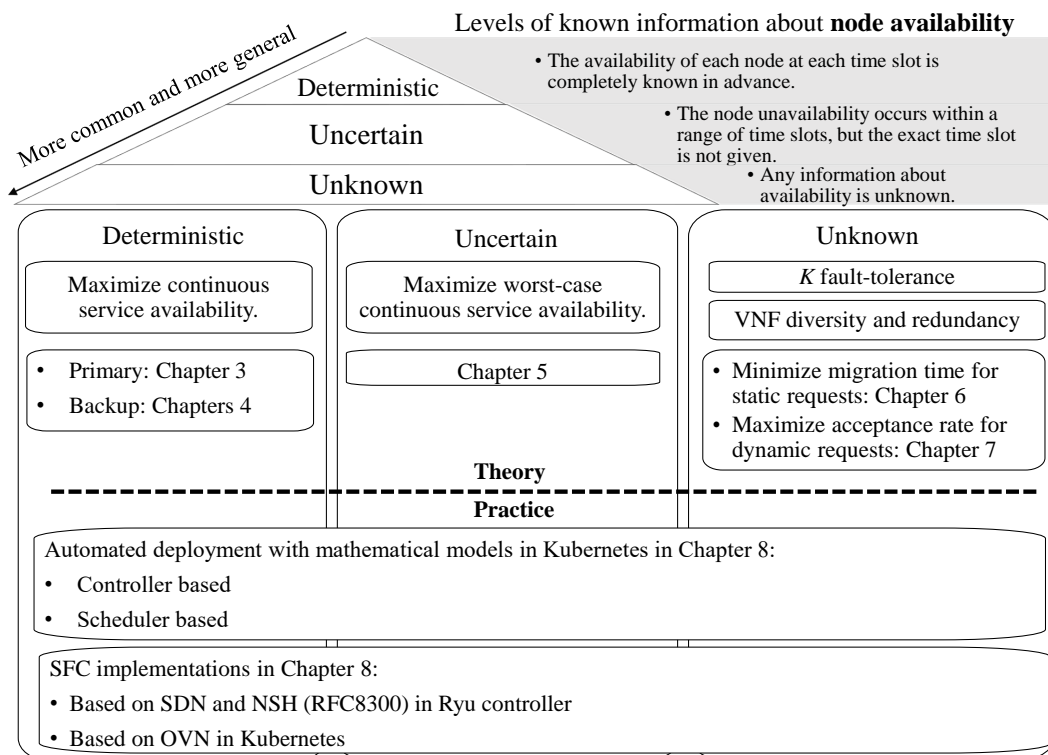 Levels of known information about node availability
More common and more general
• The availability of each node at each time slot is
completely known in advance.
Deterministic
• The node unavailability occurs within a
range of time slots, but the exact time slot
is not given.
Uncertain
• Any information about
availability is unknown.
Unknown
Deterministic
Maximize continuous
service availability.
• Primary: Chapter 3
• Backup: Chapters 4
Uncertain
Maximize worst-case
continuous service availability.
Chapter 5
Unknown
K fault-tolerance
VNF diversity and redundancy
• Minimize migration time for
static requests: Chapter 6
• Maximize acceptance rate for
dynamic requests: Chapter 7
Theory
Practice
Automated deployment with mathematical models in Kubernetes in Chapter 8:
• Controller based
• Scheduler based
SFC implementations in Chapter 8:
• Based on SDN and NSH (RFC8300) in Ryu controller
• Based on OVN in Kubernetes